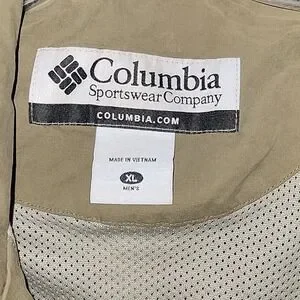 Columbia
Sportswear Company
COLUMBIA.COM
MADE IN VIETNAM
XL
MEN'S